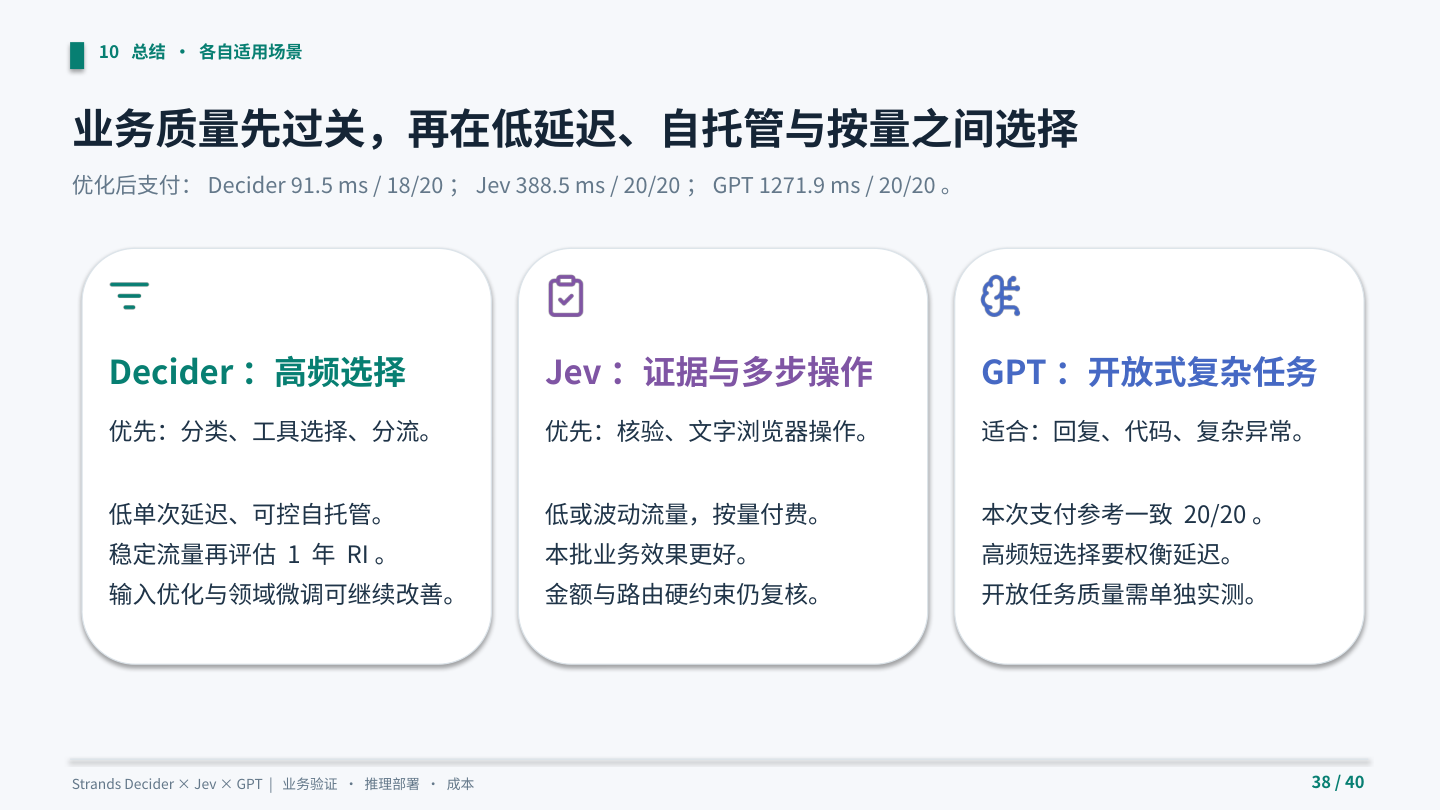 10 总结 · 各自适用场景
业务质量先过关，再在低延迟、自托管与按量之间选择
优化后支付： Decider 91.5 ms / 18/20； Jev 388.5 ms / 20/20； GPT 1271.9 ms / 20/20。
Decider：高频选择
优先：分类、工具选择、分流。
低单次延迟、可控自托管。
稳定流量再评估 1 年 RI。
输入优化与领域微调可继续改善。
Jev：证据与多步操作
优先：核验、文字浏览器操作。
低或波动流量，按量付费。
本批业务效果更好。
金额与路由硬约束仍复核。
GPT：开放式复杂任务
适合：回复、代码、复杂异常。
本次支付参考一致 20/20。
高频短选择要权衡延迟。
开放任务质量需单独实测。
Strands Decider × Jev × GPT | 业务验证 · 推理部署 · 成本
38 / 40